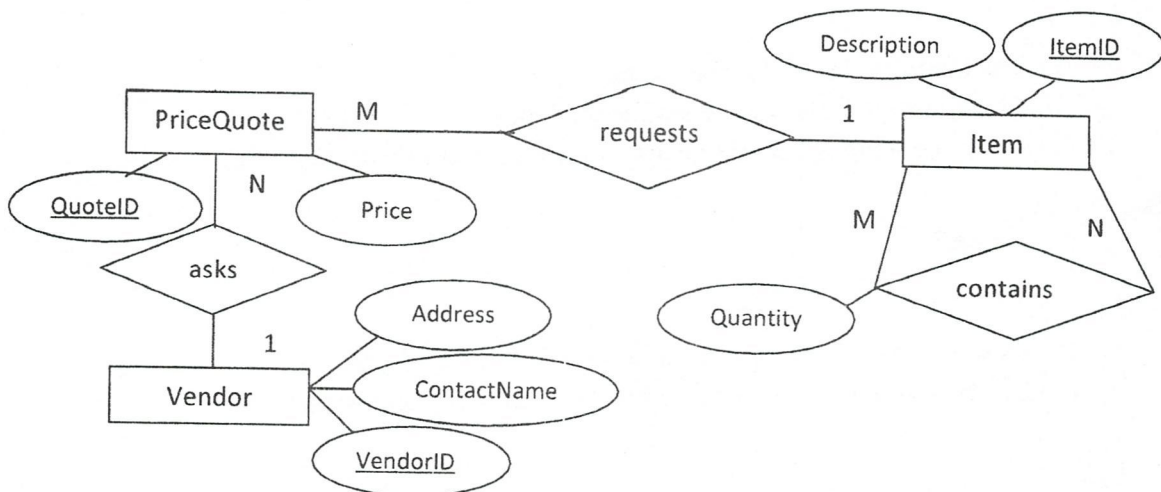 Description
ItemID
PriceQuote
M
requests
1
Item
QuoteID
N
Price
M
N
asks
contains
Address
Quantity
1
ContactName
Vendor
VendorID